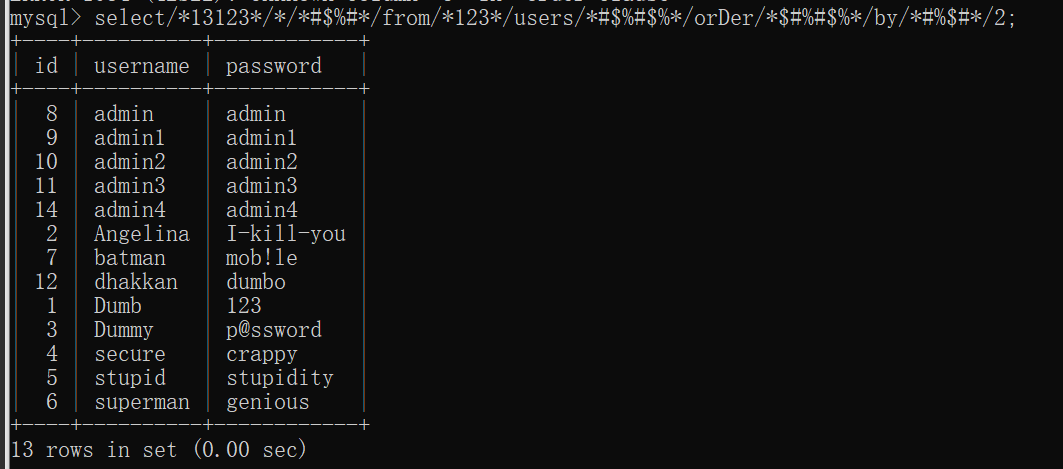 mysql> select/*13123*/*/*#$%#*/from/*123*/users/*#$%#$%*/orDer/*$#%#$%*/by/*#%$#*/2;
+----+----------+------------+
| id | username | password   |
+----+----------+------------+
|  8 | admin    | admin      |
|  9 | admin1   | admin1     |
| 10 | admin2   | admin2     |
| 11 | admin3   | admin3     |
| 14 | admin4   | admin4     |
|  2 | Angelina | I-kill-you |
|  7 | batman   | mob!le     |
| 12 | dhakkan  | dumbo      |
|  1 | Dumb     | 123        |
|  3 | Dummy    | p@ssword   |
|  4 | secure   | crappy     |
|  5 | stupid   | stupidity  |
|  6 | superman | genious    |
+----+----------+------------+
13 rows in set (0.00 sec)